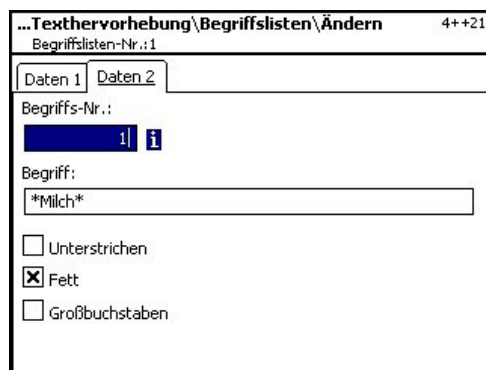 ...Texthervorhebung\Begriffslisten\Ändern 4++21
Begriffslisten-Nr.:1
Daten 1 Daten 2
Begriffs-Nr.:
1 i
Begriff:
*Milch*
Unterstrichen
Fett
Großbuchstaben